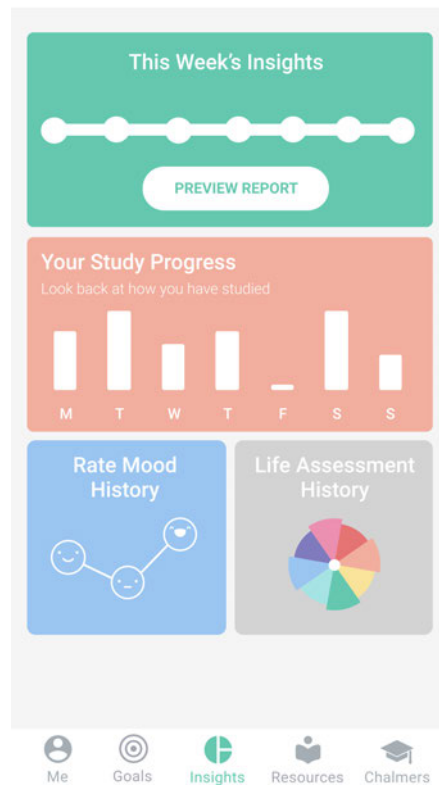 This Week's Insights
PREVIEW REPORT
Your Study Progress
Look back at how you have studied
M T W T F S S
Rate Mood
History
Life Assessment
History
Me Goals Insights Resources Chalmers